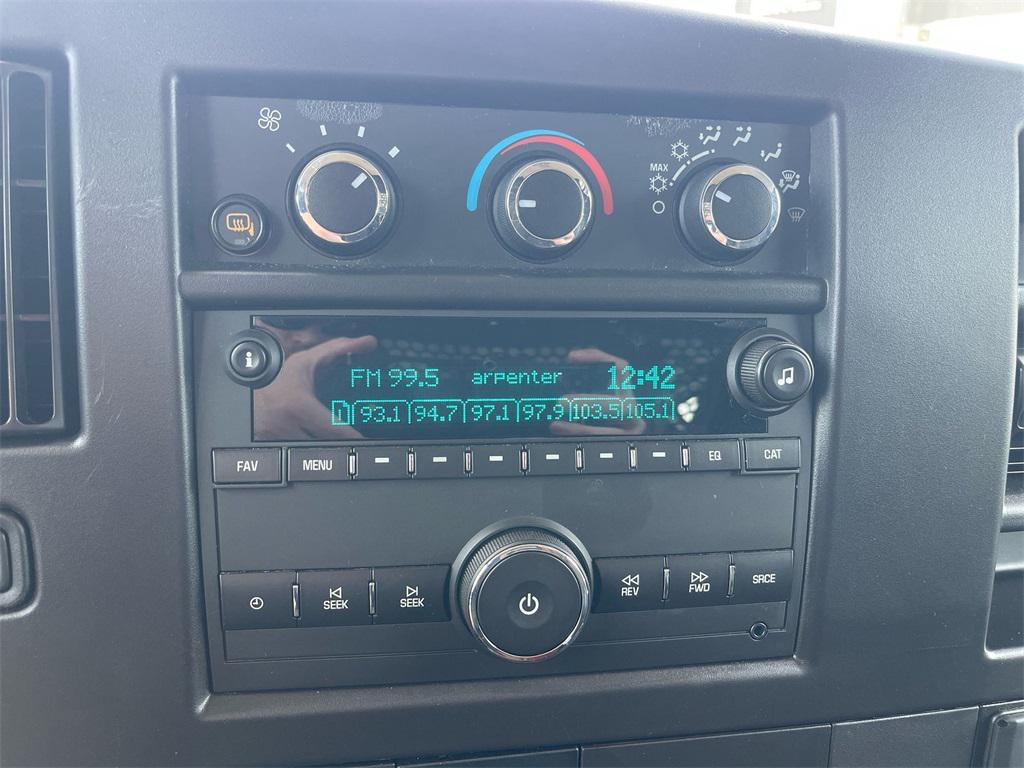 MAX
i
FM 99.5 arpenter 12:42
1 93.1 94.7 97.1 97.9 103.5 105.1
FAV MENU EQ CAT
SEEK SEEK REV FWD SRCE